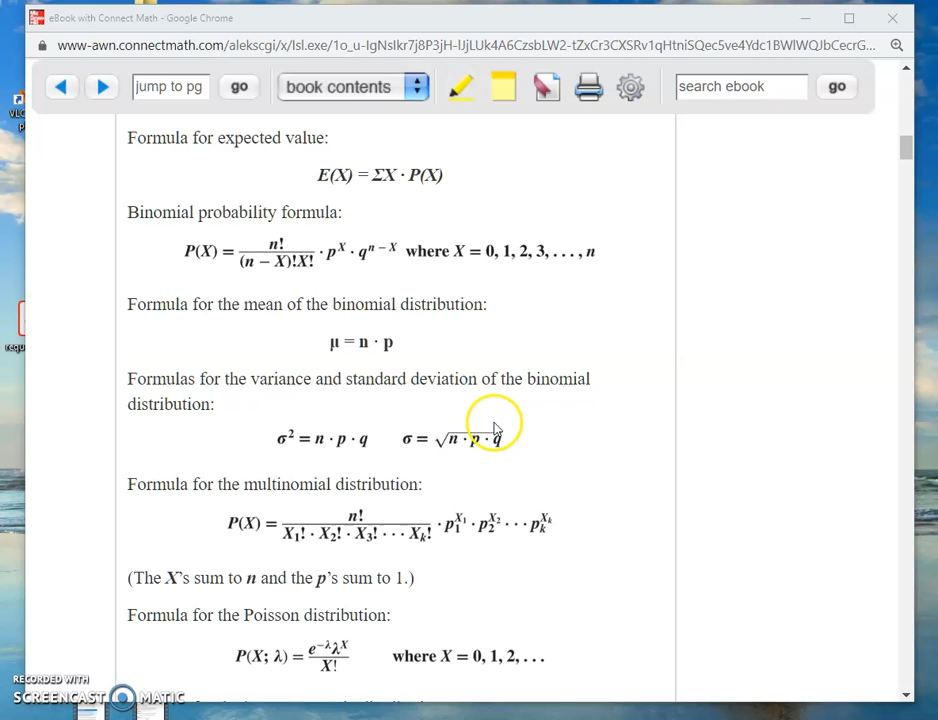 eBook with Connect Math - Google Chrome
www-awn.connectmath.com/alekscgi/x/Isl.exe/1o_u-IgNsIkr7j8P3jH-IJjLUk4A6CzsbLW2-tZxCr3CXSRv1qHtniSQec5ve4Ydc1BWlWQJbCecrG...
jump to pg go book contents search ebook go
Formula for expected value:
E(X) = ΣX · P(X)
Binomial probability formula:
P(X) = n! / (n − X)!X! · p^X · q^(n − X) where X = 0, 1, 2, 3, . . . , n
Formula for the mean of the binomial distribution:
μ = n · p
Formulas for the variance and standard deviation of the binomial
distribution:
σ² = n · p · q σ = √n · p · q
Formula for the multinomial distribution:
P(X) = n! / X₁! · X₂! · X₃! · · · Xₖ! · p₁^X₁ · p₂^X₂ · · · pₖ^Xₖ
(The X's sum to n and the p's sum to 1.)
Formula for the Poisson distribution:
P(X; λ) = e^−λ λ^X / X! where X = 0, 1, 2, . . .
RECORDED WITH
SCREENCAST MATIC